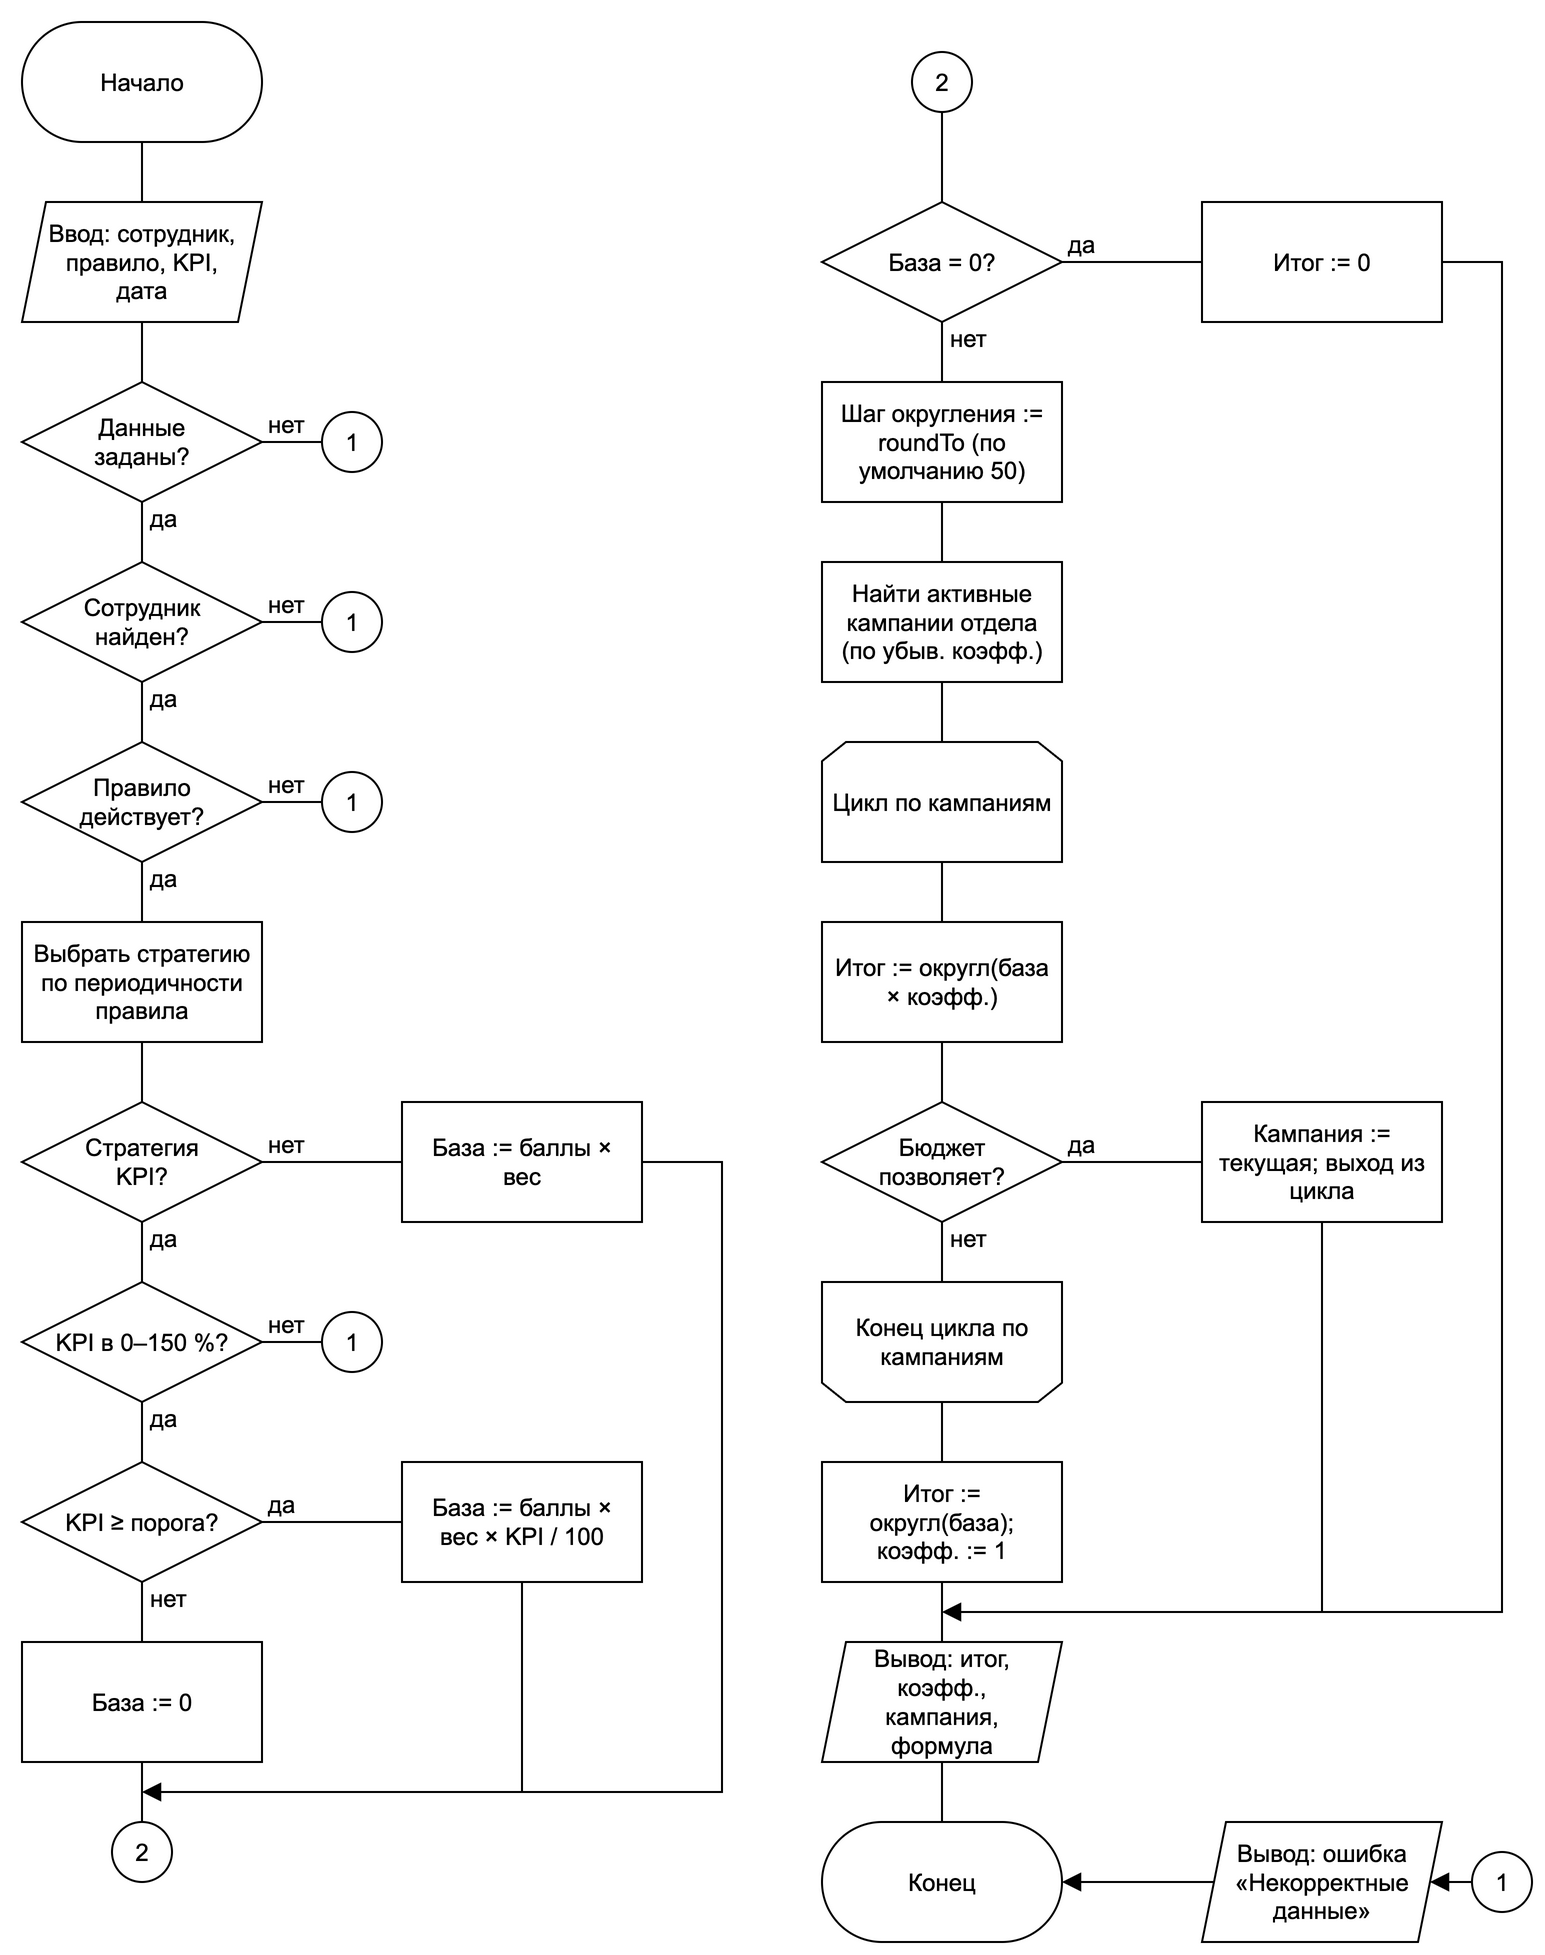 Начало
Ввод: сотрудник,
правило, KPI,
дата
Данные
заданы?
нет
1
да
Сотрудник
найден?
нет
1
да
Правило
действует?
нет
1
да
Выбрать стратегию
по периодичности
правила
Стратегия
KPI?
нет
База := баллы ×
вес
да
KPI в 0–150 %?
нет
1
да
KPI ≥ порога?
да
База := баллы ×
вес × KPI / 100
нет
База := 0
2
2
База = 0?
да
Итог := 0
нет
Шаг округления :=
roundTo (по
умолчанию 50)
Найти активные
кампании отдела
(по убыв. коэфф.)
Цикл по кампаниям
Итог := округл(база
× коэфф.)
Бюджет
позволяет?
да
Кампания :=
текущая; выход из
цикла
нет
Конец цикла по
кампаниям
Итог :=
округл(база);
коэфф. := 1
Вывод: итог,
коэфф.,
кампания,
формула
Конец
Вывод: ошибка
«Некорректные
данные»
1